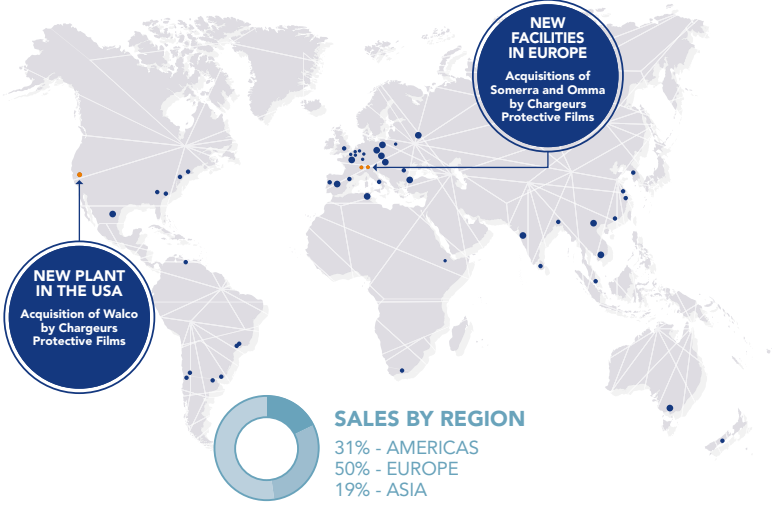 NEW
FACILITIES
IN EUROPE
Acquisitions of
Somerra and Omma
by Chargeurs
Protective Films
NEW PLANT
IN THE USA
Acquisition of Walco
by Chargeurs
Protective Films
SALES BY REGION
31% - AMERICAS
50% - EUROPE
19% - ASIA